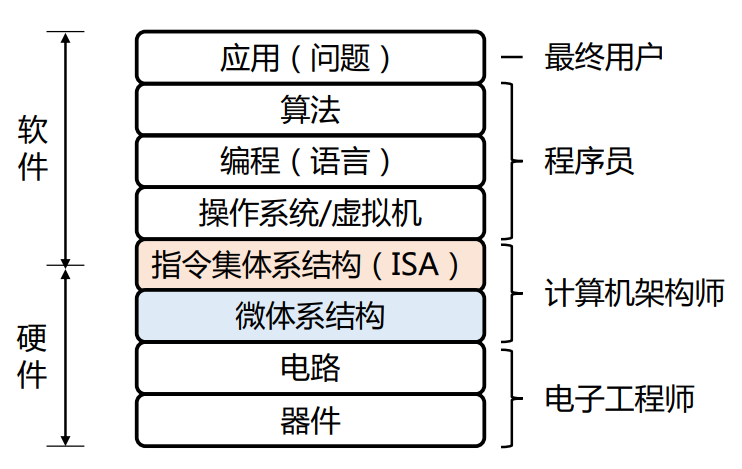 应用（问题）
算法
编程（语言）
操作系统/虚拟机
指令集体系结构（ISA）
微体系结构
电路
器件
软件
硬件
最终用户
程序员
计算机架构师
电子工程师